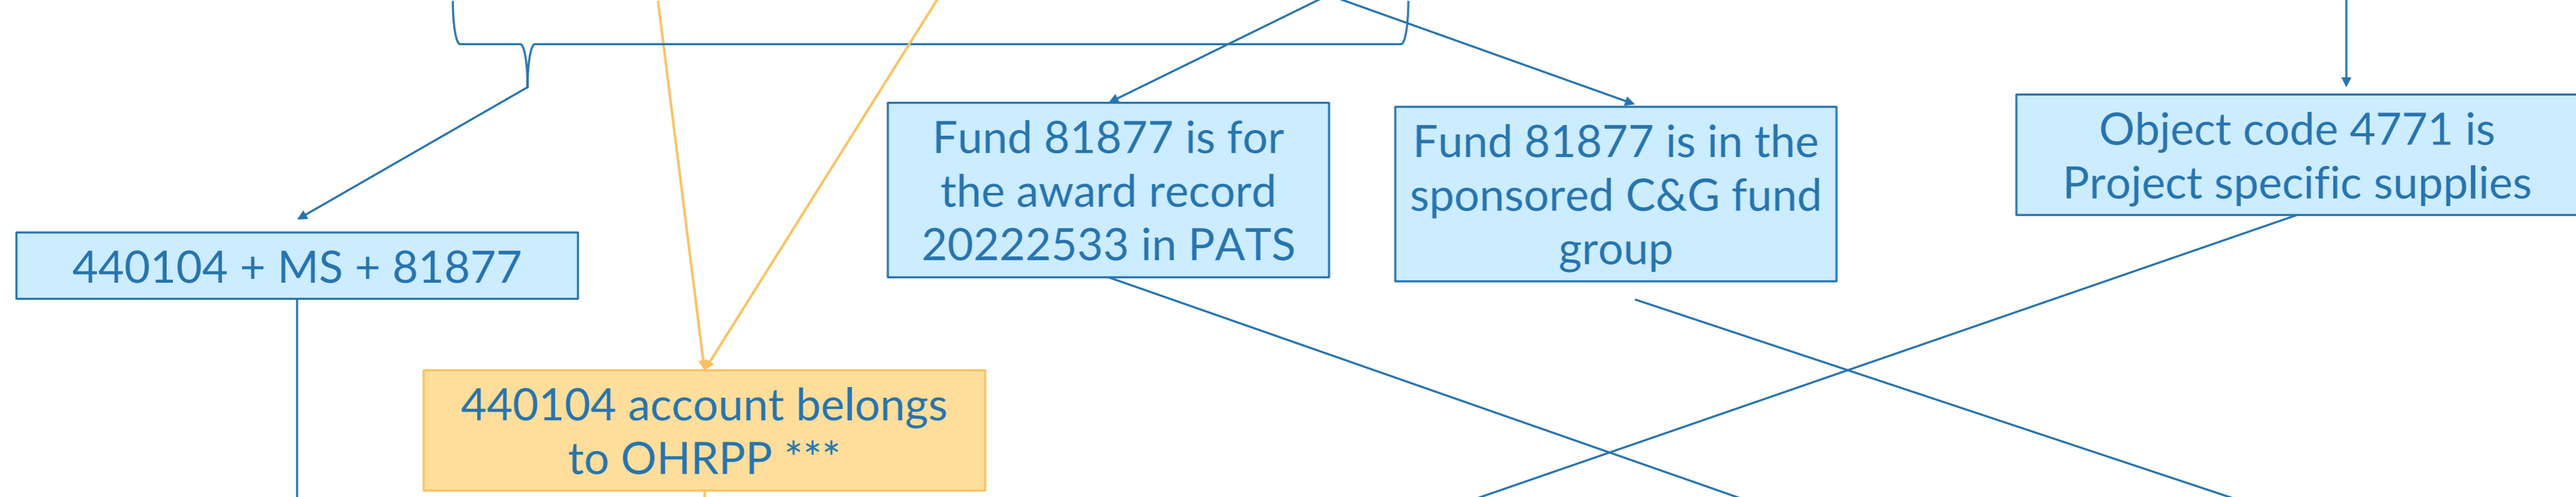 Fund 81877 is for
the award record
20222533 in PATS
Fund 81877 is in the
sponsored C&G fund
group
Object code 4771 is
Project specific supplies
440104 + MS + 81877
440104 account belongs
to OHRPP ***